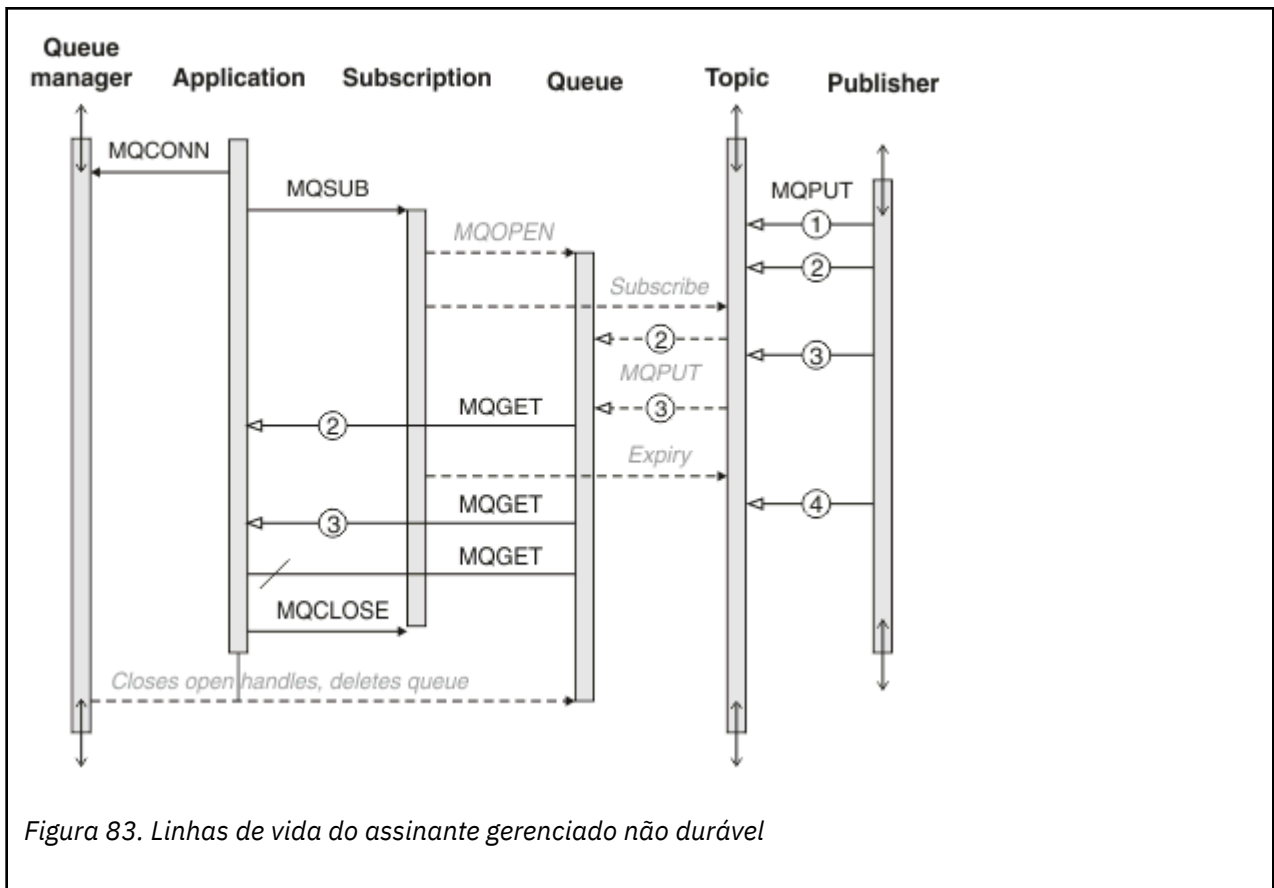 Queue manager
Application
Subscription
Queue
Topic
Publisher
MQCONN
MQSUB
MQPUT
1
MQOPEN
2
Subscribe
2
3
MQPUT
MQGET
3
2
Expiry
MQGET
4
3
MQGET
MQCLOSE
Closes open handles, deletes queue
Figura 83. Linhas de vida do assinante gerenciado não durável